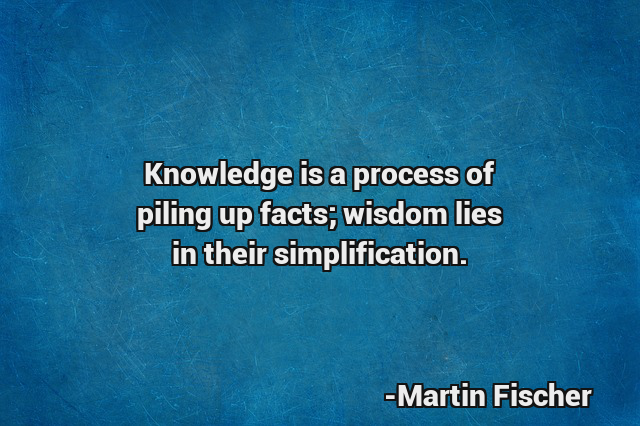 Knowledge is a process of
piling up facts; wisdom lies
in their simplification.
-Martin Fischer